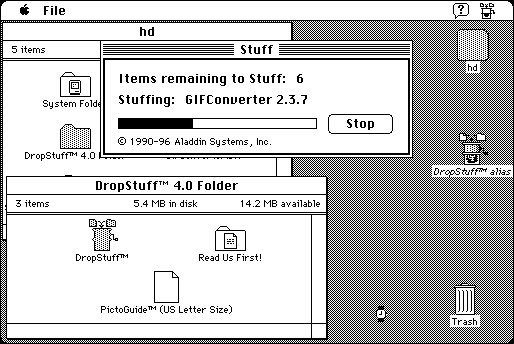 File
hd
5 items
Stuff
Items remaining to Stuff: 6
Stuffing: GIFConverter 2.3.7
Stop
© 1990-96 Aladdin Systems, Inc.
System Folde
DropStuff™ 4.0 Folder
hd
DropStuff™ alias
DropStuff™ 4.0 Folder
3 items
5.4 MB in disk
14.2 MB available
DropStuff™
Read Us First!
PictoGuide™ (US Letter Size)
Trash